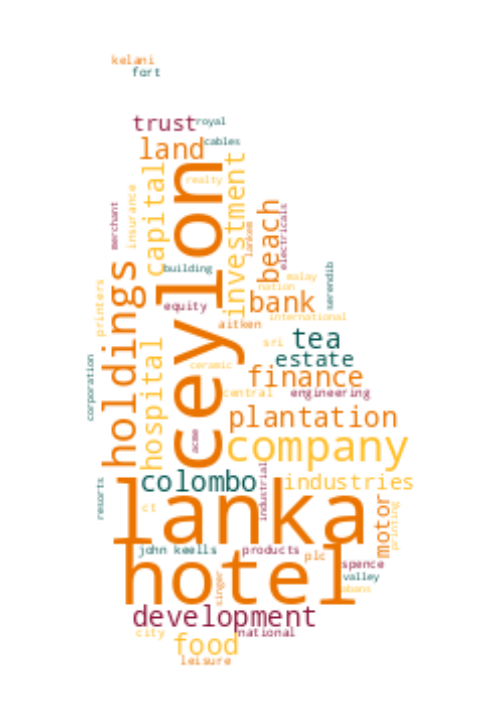 kelani
fort
trust
royal
land
cables
realty
capital
investment
insurance
merchant
ceylon
beach
electricals
lankem
building
holdings
printers
equity
aitken
bank
malay
nation
serendib
international
sri
tea
estate
hospital
ceramic
central
finance
engineering
corporation
plantation
acme
company
colombo
industrial
industries
resorts
lanka
ct
motor
printing
john keells
products
plc
hotel
singer
spence
valley
abans
development
city
national
food
leisure